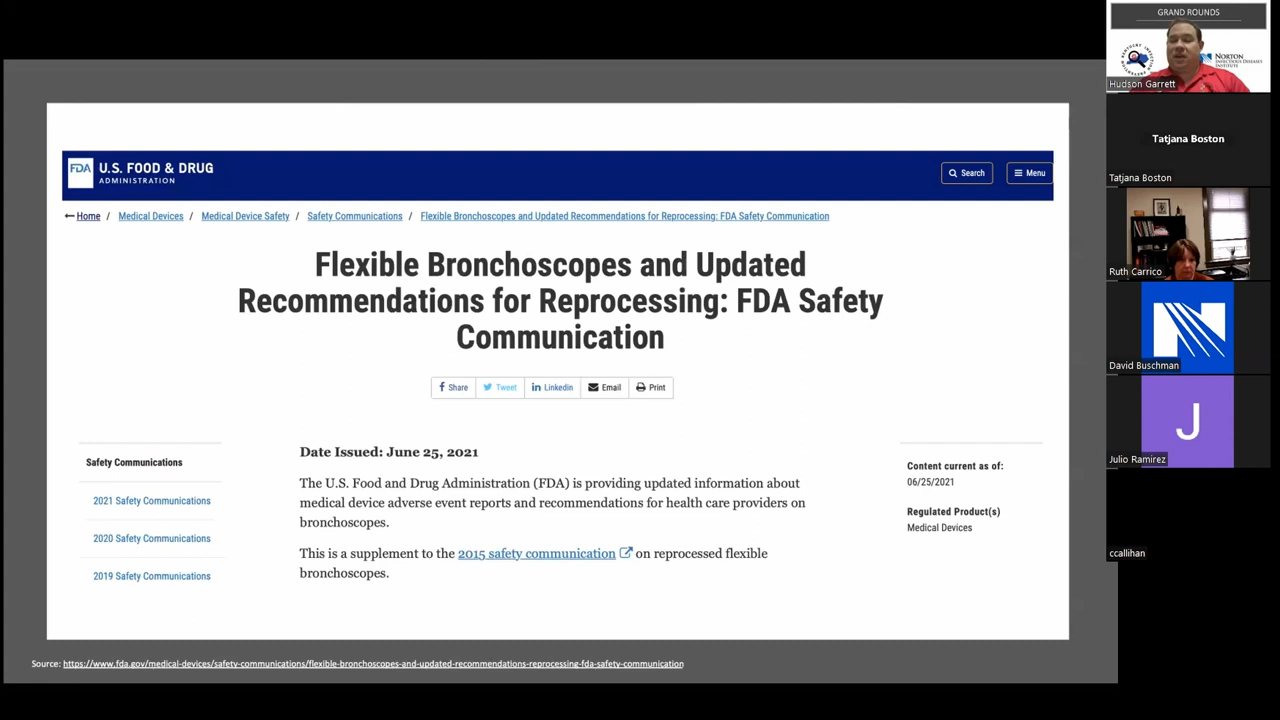 FDA
U.S. FOOD & DRUG
ADMINISTRATION
Search
Menu
Home / Medical Devices / Medical Device Safety / Safety Communications / Flexible Bronchoscopes and Updated Recommendations for Reprocessing: FDA Safety Communication
Flexible Bronchoscopes and Updated
Recommendations for Reprocessing: FDA Safety
Communication
Share
Tweet
Linkedin
Email
Print
Safety Communications
2021 Safety Communications
2020 Safety Communications
2019 Safety Communications
Date Issued: June 25, 2021
The U.S. Food and Drug Administration (FDA) is providing updated information about
medical device adverse event reports and recommendations for health care providers on
bronchoscopes.
This is a supplement to the 2015 safety communication on reprocessed flexible
bronchoscopes.
Content current as of:
06/25/2021
Regulated Product(s)
Medical Devices
Source: https://www.fda.gov/medical-devices/safety-communications/flexible-bronchoscopes-and-updated-recommendations-reprocessing-fda-safety-communication
GRAND ROUNDS
NORTON
INFECTIOUS DISEASES
INSTITUTE
Hudson Garrett
Tatjana Boston
Tatjana Boston
Ruth Carrico
David Buschman
J
Julio Ramirez
ccallihan